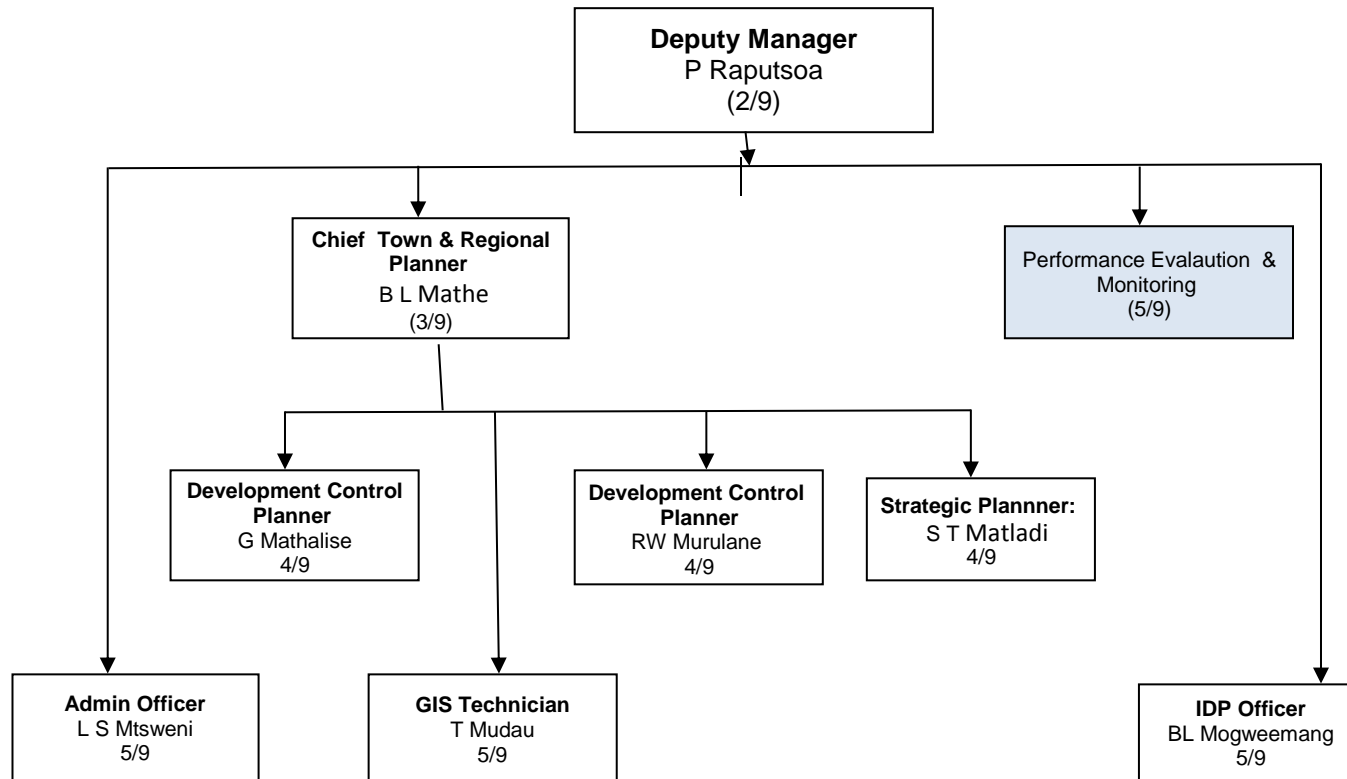 Deputy Manager
P Raputsoa
(2/9)
Chief Town & Regional
Planner
B L Mathe
(3/9)
Performance Evalaution &
Monitoring
(5/9)
Development Control
Planner
G Mathalise
4/9
Development Control
Planner
RW Murulane
4/9
Strategic Plannner:
S T Matladi
4/9
Admin Officer
L S Mtsweni
5/9
GIS Technician
T Mudau
5/9
IDP Officer
BL Mogweemang
5/9